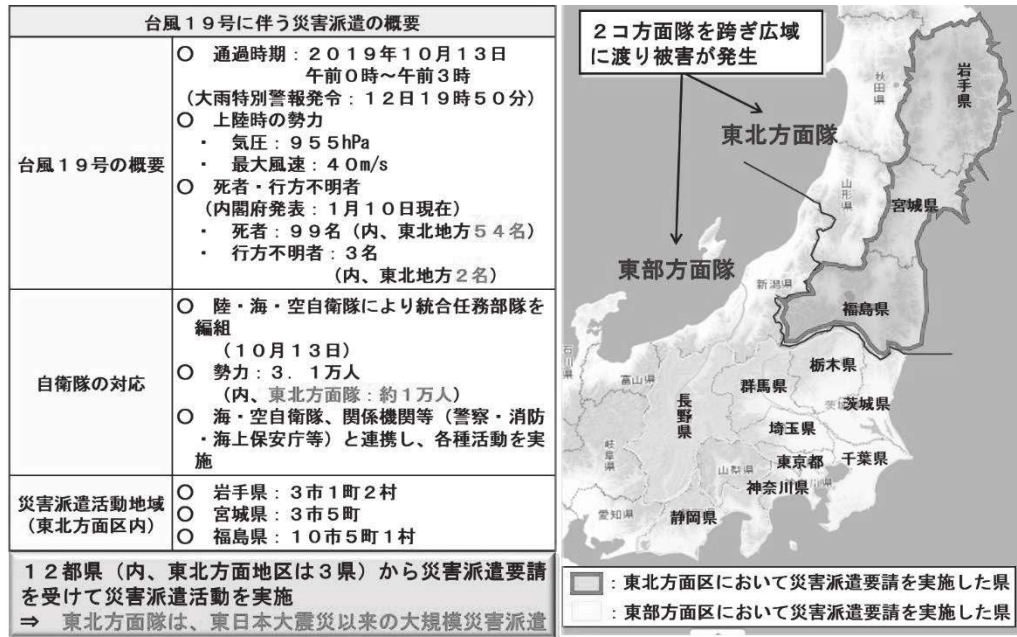 台風１９号に伴う災害派遣の概要
台風１９号の概要
○　通過時期：２０１９年１０月１３日
午前０時～午前３時
（大雨特別警報発令：１２日１９時５０分）
○　上陸時の勢力
・　気圧：９５５hPa
・　最大風速：４０m/s
○　死者・行方不明者
（内閣府発表：１月１０日現在）
・　死者：９９名（内、東北地方５４名）
・　行方不明者：３名
（内、東北地方２名）
自衛隊の対応
○　陸・海・空自衛隊により統合任務部隊を
編組
（１０月１３日）
○　勢力：３．１万人
（内、東北方面隊：約１万人）
○　海・空自衛隊、関係機関等（警察・消防
・海上保安庁等）と連携し、各種活動を実
施
災害派遣活動地域
（東北方面区内）
○　岩手県：３市１町２村
○　宮城県：３市５町
○　福島県：１０市５町１村
１２都県（内、東北方面地区は３県）から災害派遣要請
を受けて災害派遣活動を実施
⇒　東北方面隊は、東日本大震災以来の大規模災害派遣
２コ方面隊を跨ぎ広域
に渡り被害が発生
秋田県
岩手県
東北方面隊
山形県
宮城県
東部方面隊
新潟県
福島県
石川県
富山県
栃木県
群馬県
長野県
茨城県
埼玉県
岐阜県
山梨県
東京都
千葉県
神奈川県
愛知県
静岡県
：東北方面区において災害派遣要請を実施した県
：東部方面区において災害派遣要請を実施した県